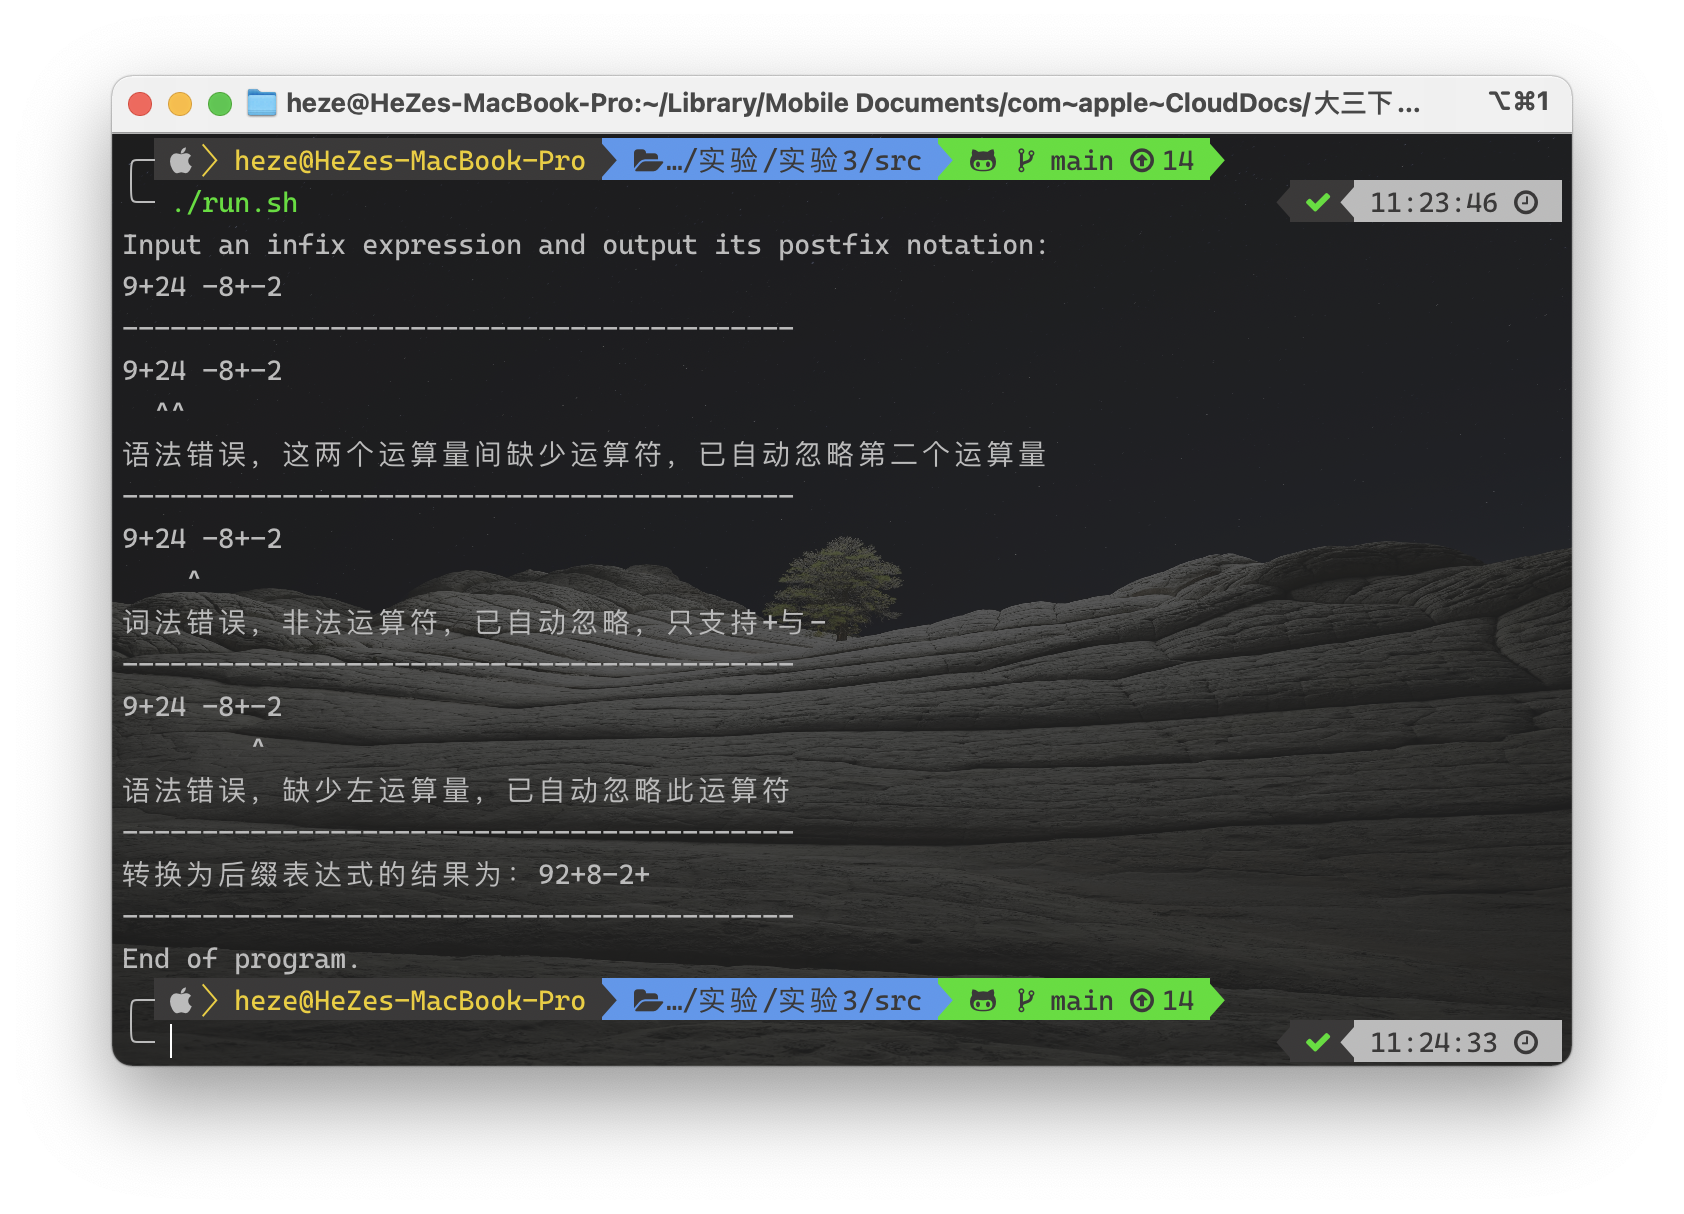 heze@HeZes-MacBook-Pro:~/Library/Mobile Documents/com~apple~CloudDocs/大三下... ⌥⌘1
heze@HeZes-MacBook-Pro …/实验/实验3/src main 14
./run.sh 11:23:46
Input an infix expression and output its postfix notation:
9+24 -8+-2
------------------------------------------
9+24 -8+-2
  ^^
语法错误，这两个运算量间缺少运算符，已自动忽略第二个运算量
------------------------------------------
9+24 -8+-2
    ^
词法错误，非法运算符，已自动忽略，只支持+与-
------------------------------------------
9+24 -8+-2
        ^
语法错误，缺少左运算量，已自动忽略此运算符
------------------------------------------
转换为后缀表达式的结果为：92+8-2+
------------------------------------------
End of program.
heze@HeZes-MacBook-Pro …/实验/实验3/src main 14
11:24:33